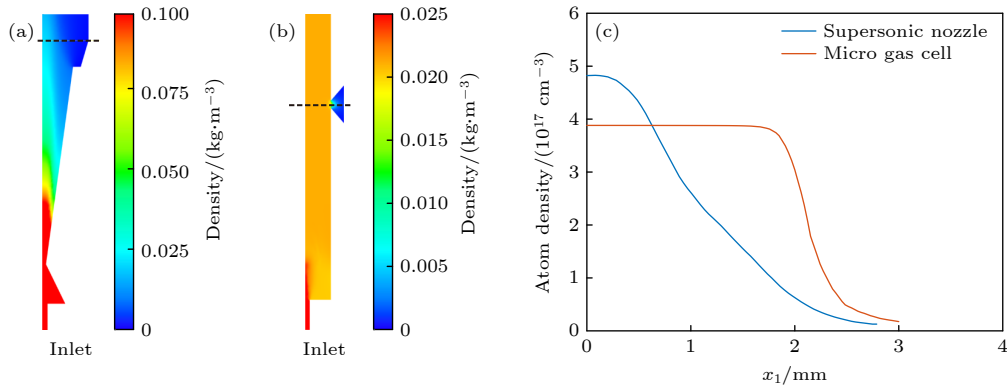 (a)
0.100
0.075
0.050
0.025
0
Density/(kg·m⁻³)
Inlet
(b)
0.025
0.020
0.015
0.010
0.005
0
Density/(kg·m⁻³)
Inlet
(c)
Supersonic nozzle
Micro gas cell
6
5
4
3
2
1
0
Atom density/(10¹⁷ cm⁻³)
0 1 2 3 4
x₁/mm